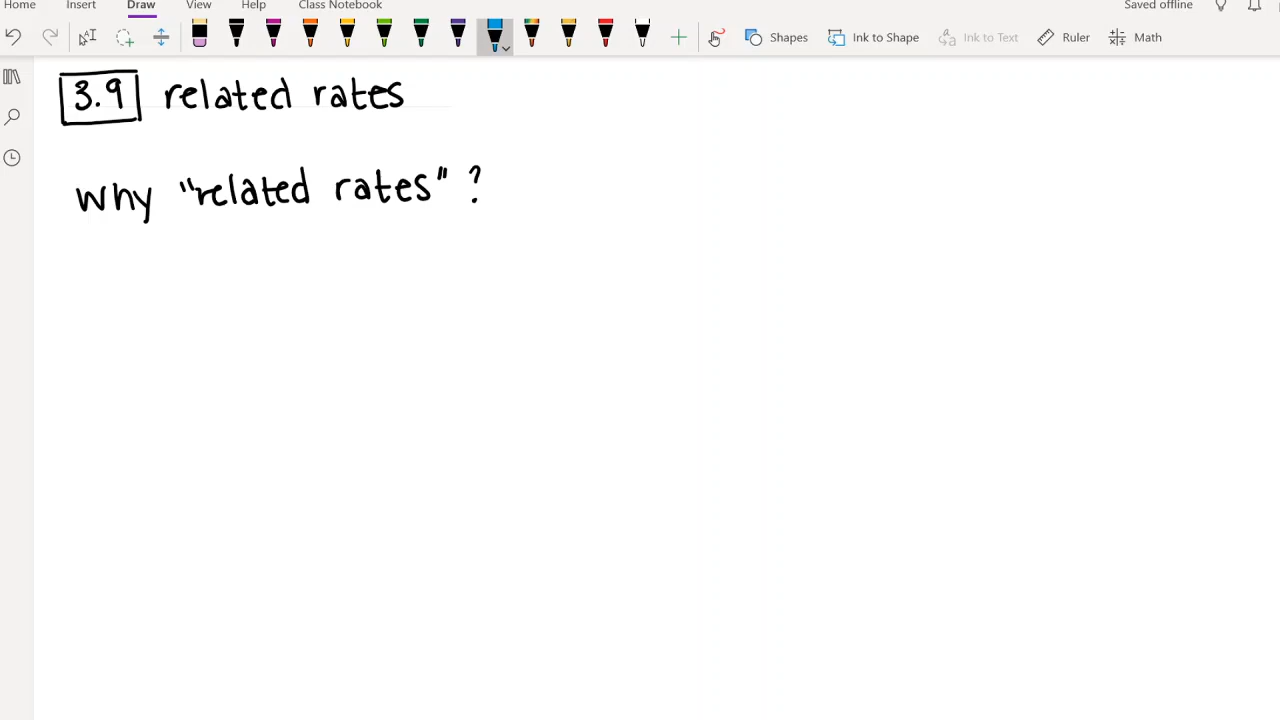 Home Insert Draw View Help Class Notebook Saved offline
Shapes Ink to Shape Ink to Text Ruler Math
3.9 related rates
why "related rates" ?